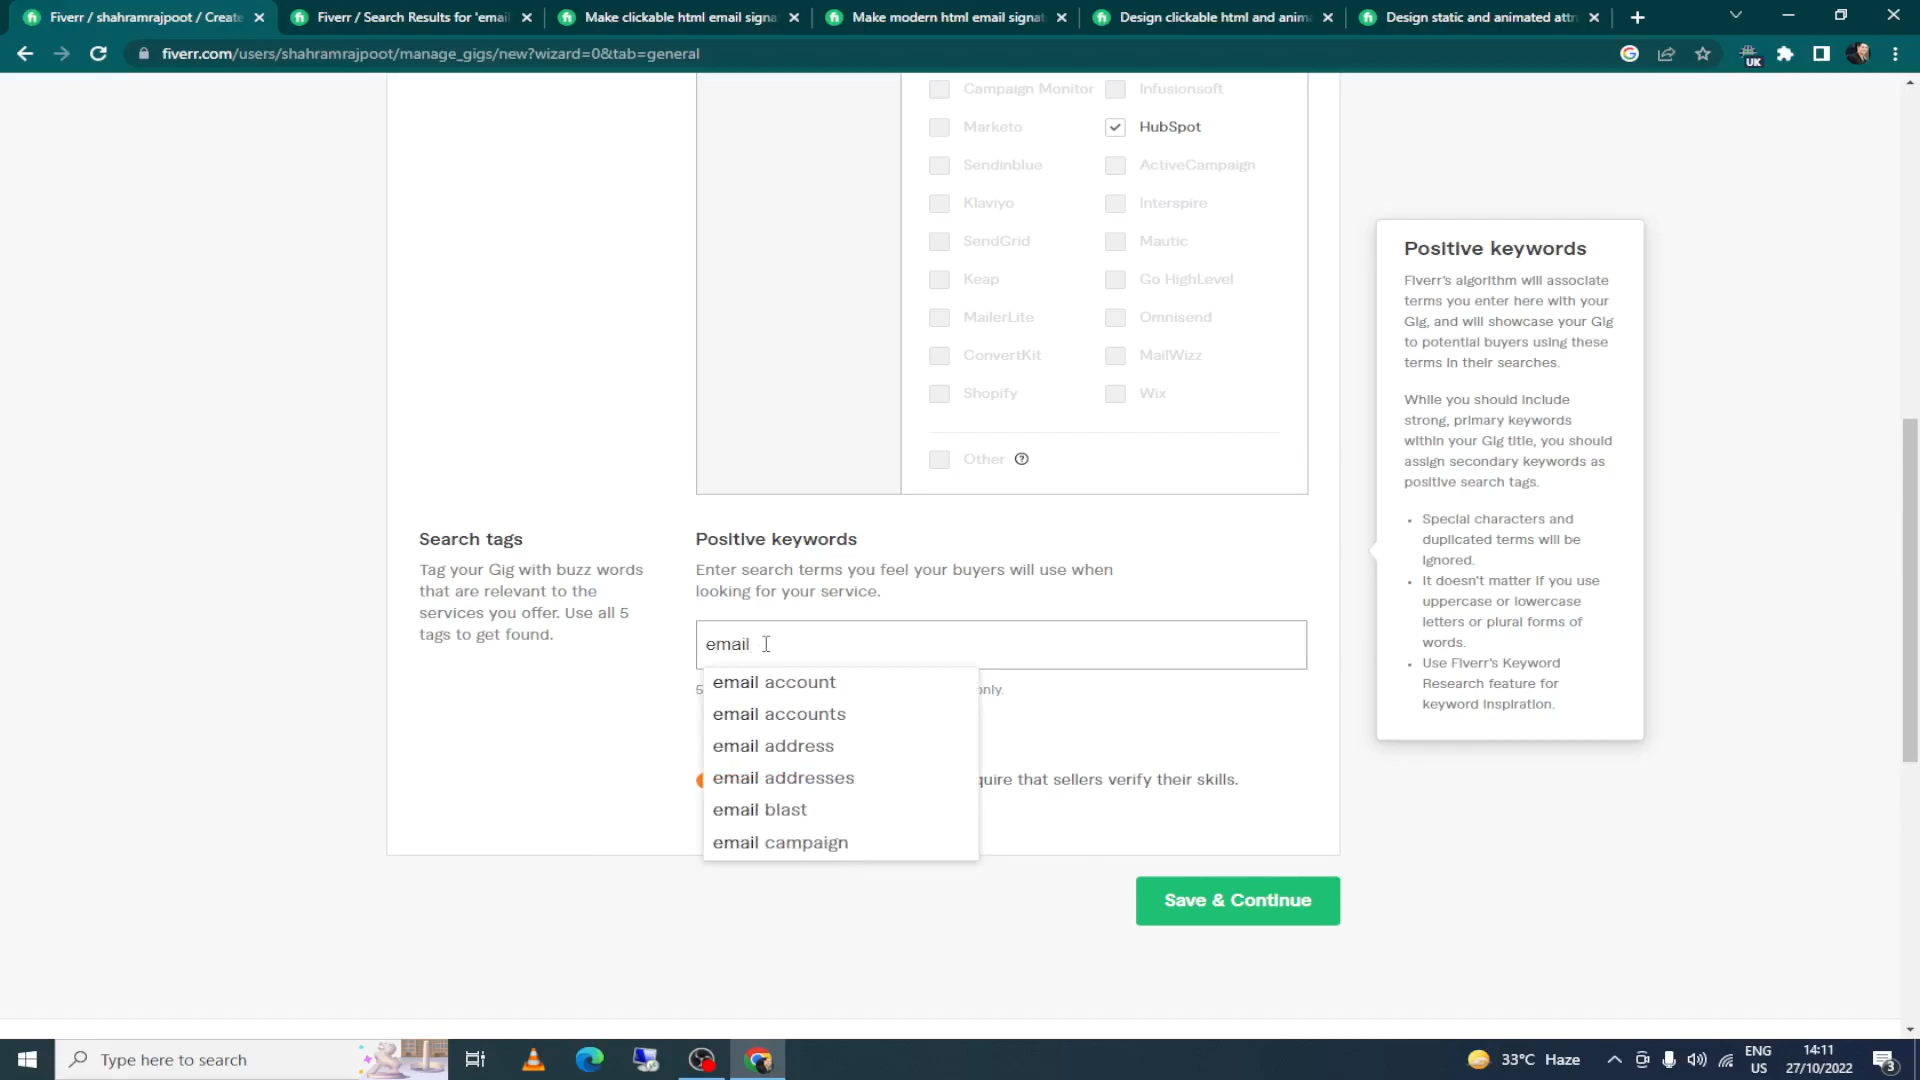 Fiverr / shahramrajpoot / Create
Fiverr / Search Results for 'email
Make clickable html email signa
Make modern html email signat
Design clickable html and anima
Design static and animated attr
fiverr.com/users/shahramrajpoot/manage_gigs/new?wizard=0&tab=general
UK
Campaign Monitor
Infusionsoft
Marketo
HubSpot
Sendinblue
ActiveCampaign
Klaviyo
Interspire
SendGrid
Mautic
Keap
Go HighLevel
MailerLite
Omnisend
ConvertKit
MailWizz
Shopify
Wix
Other
Search tags
Tag your Gig with buzz words
that are relevant to the
services you offer. Use all 5
tags to get found.
Positive keywords
Enter search terms you feel your buyers will use when
looking for your service.
email
5
only.
email account
email accounts
email address
email addresses
email blast
email campaign
quire that sellers verify their skills.
Save & Continue
Positive keywords
Fiverr's algorithm will associate
terms you enter here with your
Gig, and will showcase your Gig
to potential buyers using these
terms in their searches.
While you should include
strong, primary keywords
within your Gig title, you should
assign secondary keywords as
positive search tags.
Special characters and
duplicated terms will be
ignored.
It doesn't matter if you use
uppercase or lowercase
letters or plural forms of
words.
Use Fiverr's Keyword
Research feature for
keyword inspiration.
Type here to search
33°C Haze
ENG
US
14:11
27/10/2022
3